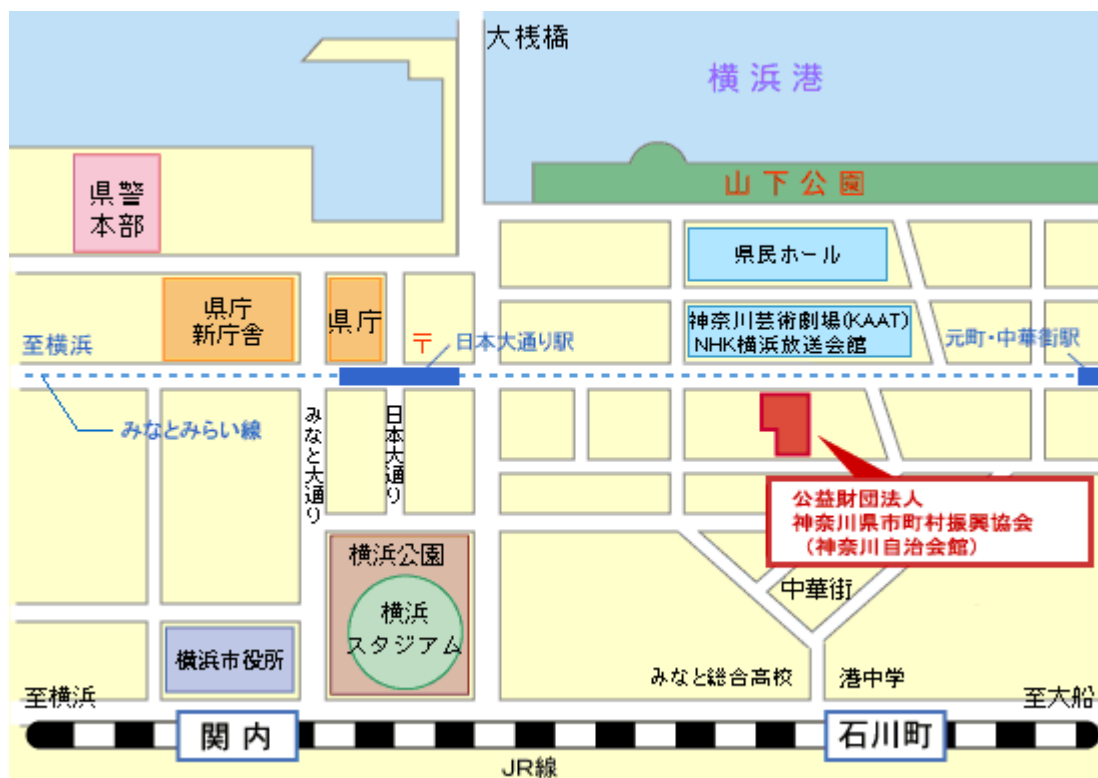 大桟橋
横浜港
山下公園
県警
本部
県民ホール
県庁
新庁舎
県庁
神奈川芸術劇場(KAAT)
NHK横浜放送会館
至横浜
〒
日本大通り駅
元町・中華街駅
みなとみらい線
みなと大通り
日本大通り
公益財団法人
神奈川県市町村振興協会
(神奈川自治会館)
横浜公園
中華街
横浜
スタジアム
横浜市役所
みなと総合高校
港中学
至横浜
至大船
関内
石川町
JR線